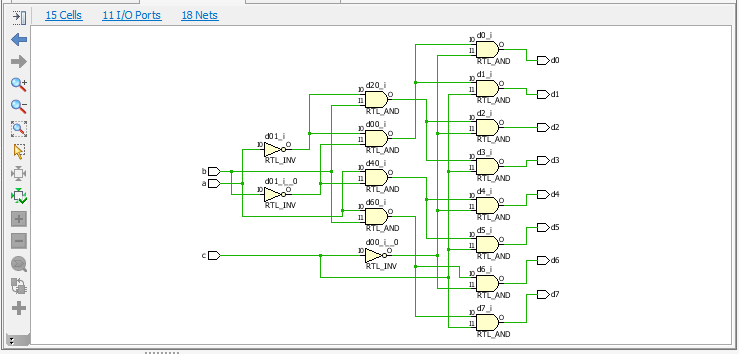 15 Cells 11 I/O Ports 18 Nets
d0_i
I0 O
I1
RTL_AND
d0
d1_i
I0 O
I1
RTL_AND
d1
d20_i
I0 O
I1
RTL_AND
d2_i
I0 O
I1
RTL_AND
d2
d00_i
I0 O
I1
RTL_AND
d01_i
I0 O
RTL_INV
d3_i
I0 O
I1
RTL_AND
d3
d40_i
I0 O
I1
RTL_AND
b
a
d01_i__0
I0 O
RTL_INV
d4_i
I0 O
I1
RTL_AND
d4
d60_i
I0 O
I1
RTL_AND
d5_i
I0 O
I1
RTL_AND
d5
c
d00_i__0
I0 O
RTL_INV
d6_i
I0 O
I1
RTL_AND
d6
d7_i
I0 O
I1
RTL_AND
d7